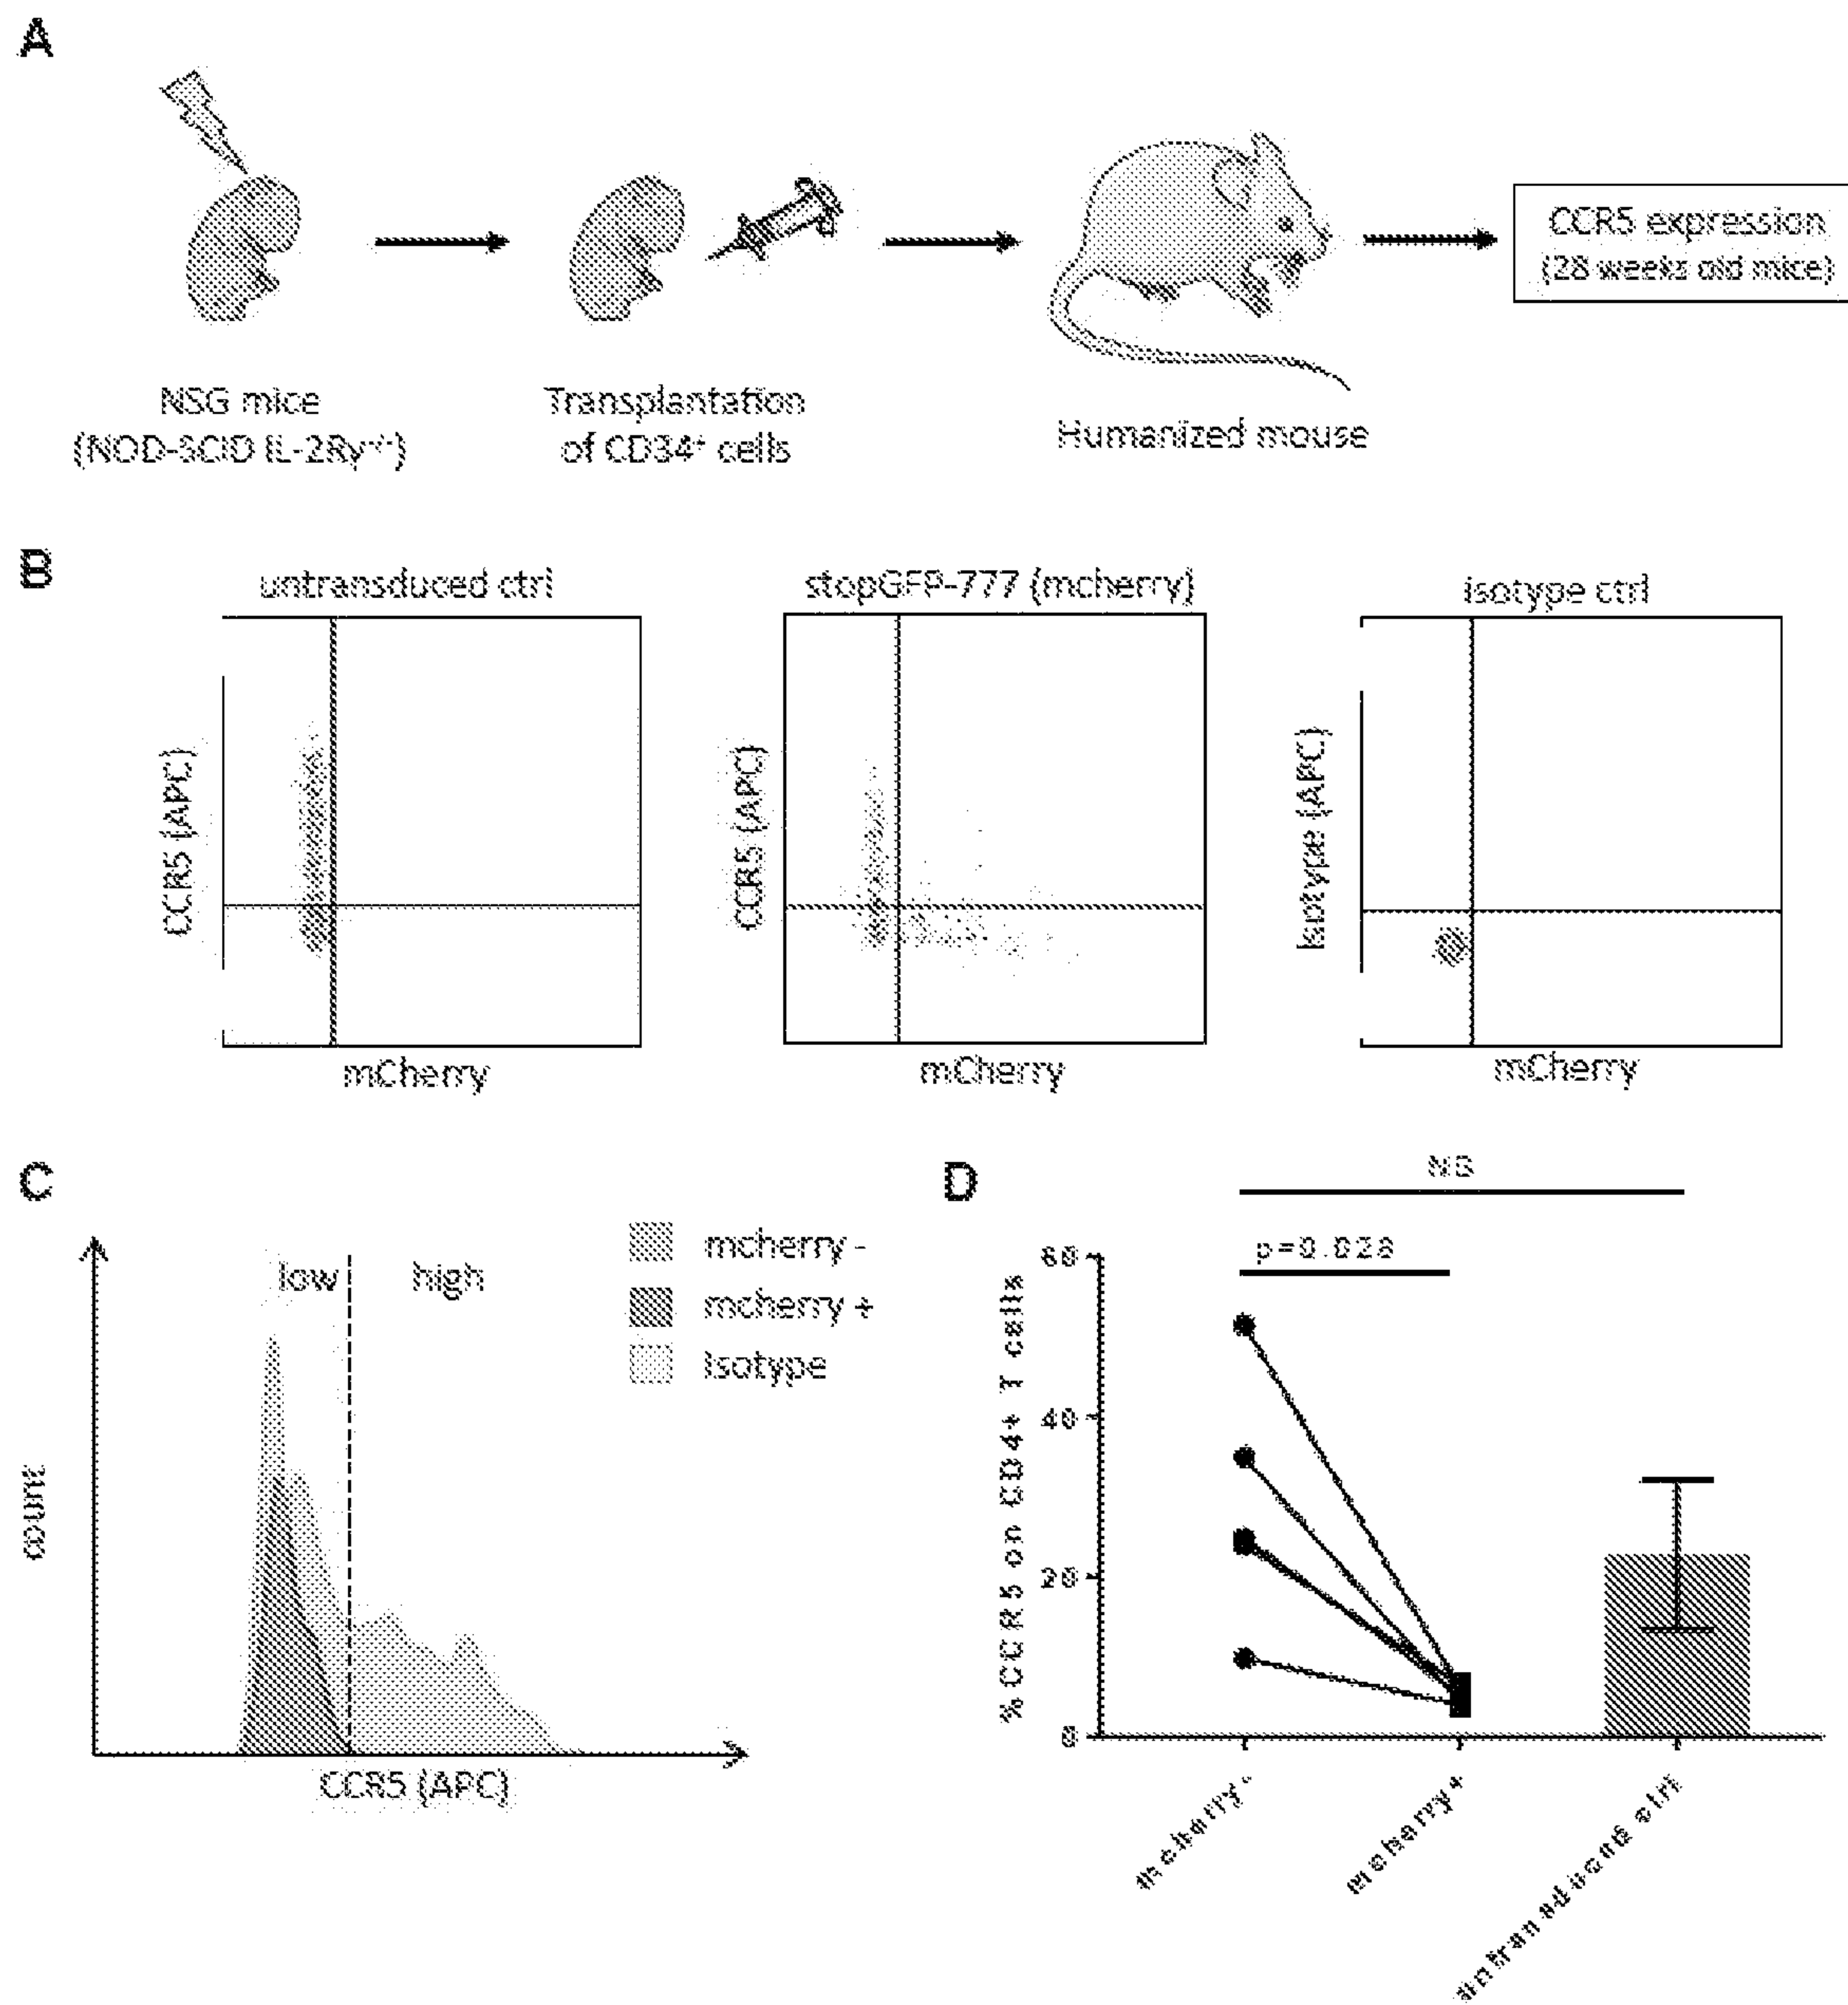 A
NSG mice
(NOD-SCID IL-2Rγ⁻/⁻)
Transplantation
of CD34⁺ cells
Humanized mouse
CCR5 expression
(28 weeks old mice)
B
untransduced ctrl
CCR5 (APC)
mCherry
stopGFP-777 (mcherry)
CCR5 (APC)
mCherry
isotype ctrl
Isotype (APC)
mCherry
C
low
high
mcherry -
mcherry +
Isotype
count
CCR5 (APC)
D
NS
p=0.028
%CCR5 on CD4+ T cells
60
40
20
0
mcherry-
mcherry+
ctrl